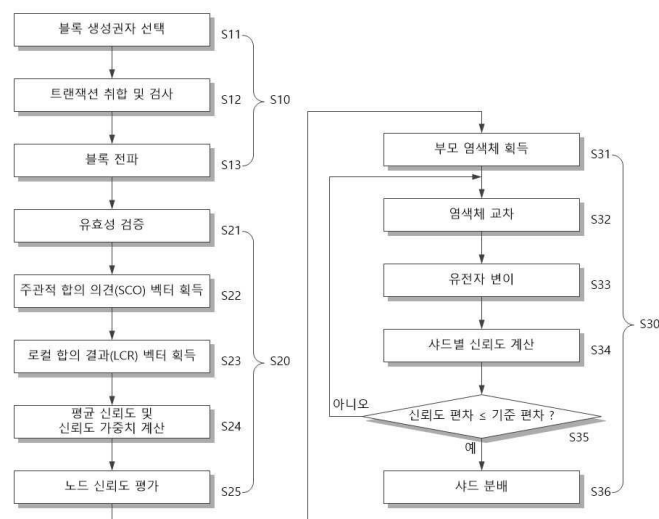 블록 생성권자 선택
S11
트랜잭션 취합 및 검사
S12
S10
블록 전파
S13
유효성 검증
S21
주관적 합의 의견(SCO) 벡터 획득
S22
로컬 합의 결과(LCR) 벡터 획득
S23
S20
평균 신뢰도 및
신뢰도 가중치 계산
S24
노드 신뢰도 평가
S25
부모 염색체 획득
S31
염색체 교차
S32
유전자 변이
S33
S30
샤드별 신뢰도 계산
S34
아니오
신뢰도 편차 ≤ 기준 편차 ?
S35
예
샤드 분배
S36